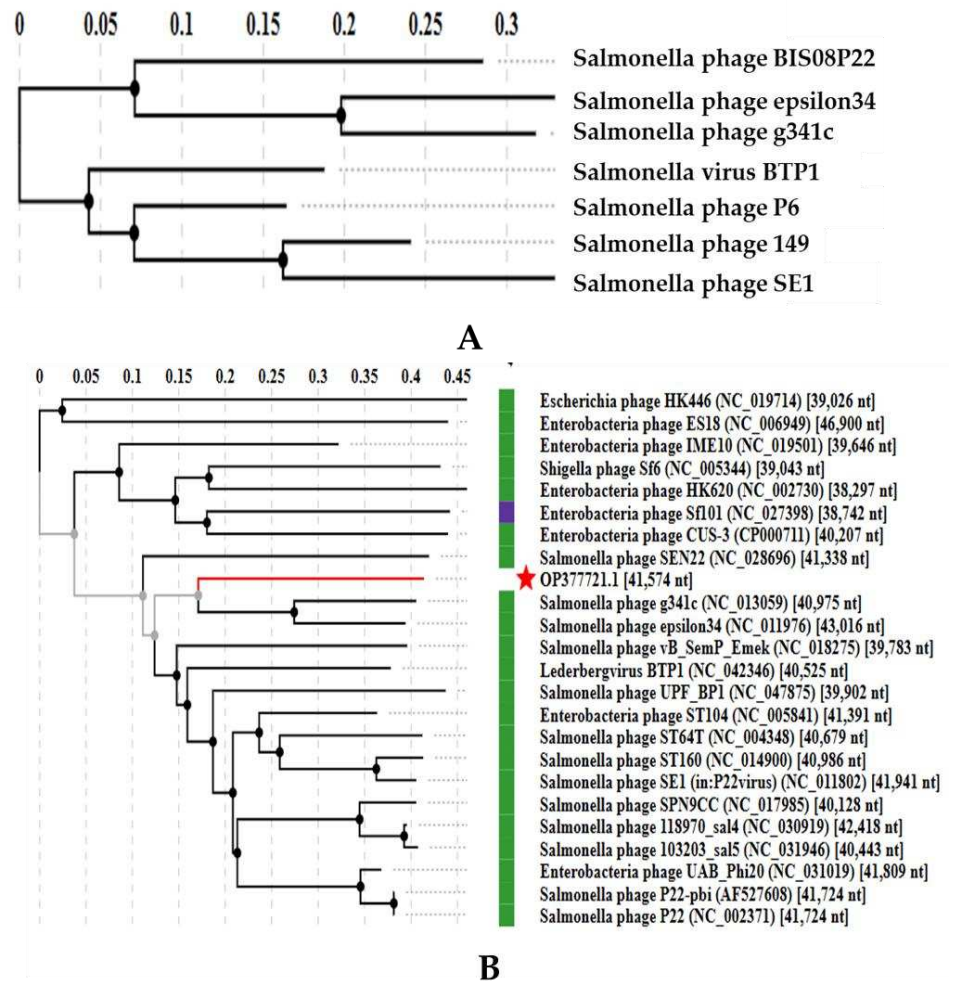 0 0.05 0.1 0.15 0.2 0.25 0.3
Salmonella phage BIS08P22
Salmonella phage epsilon34
Salmonella phage g341c
Salmonella virus BTP1
Salmonella phage P6
Salmonella phage 149
Salmonella phage SE1
A
0 0.05 0.1 0.15 0.2 0.25 0.3 0.35 0.4 0.45
Escherichia phage HK446 (NC_019714) [39,026 nt]
Enterobacteria phage ES18 (NC_006949) [46,900 nt]
Enterobacteria phage IME10 (NC_019501) [39,646 nt]
Shigella phage Sf6 (NC_005344) [39,043 nt]
Enterobacteria phage HK620 (NC_002730) [38,297 nt]
Enterobacteria phage Sf101 (NC_027398) [38,742 nt]
Enterobacteria phage CUS-3 (CP000711) [40,207 nt]
Salmonella phage SEN22 (NC_028696) [41,338 nt]
OP377721.1 [41,574 nt]
Salmonella phage g341c (NC_013059) [40,975 nt]
Salmonella phage epsilon34 (NC_011976) [43,016 nt]
Salmonella phage vB_SemP_Emek (NC_018275) [39,783 nt]
Lederbergvirus BTP1 (NC_042346) [40,525 nt]
Salmonella phage UPF_BP1 (NC_047875) [39,902 nt]
Enterobacteria phage ST104 (NC_005841) [41,391 nt]
Salmonella phage ST64T (NC_004348) [40,679 nt]
Salmonella phage ST160 (NC_014900) [40,986 nt]
Salmonella phage SE1 (in:P22virus) (NC_011802) [41,941 nt]
Salmonella phage SPN9CC (NC_017985) [40,128 nt]
Salmonella phage 118970_sal4 (NC_030919) [42,418 nt]
Salmonella phage 103203_sal5 (NC_031946) [40,443 nt]
Enterobacteria phage UAB_Phi20 (NC_031019) [41,809 nt]
Salmonella phage P22-pbi (AF527608) [41,724 nt]
Salmonella phage P22 (NC_002371) [41,724 nt]
B